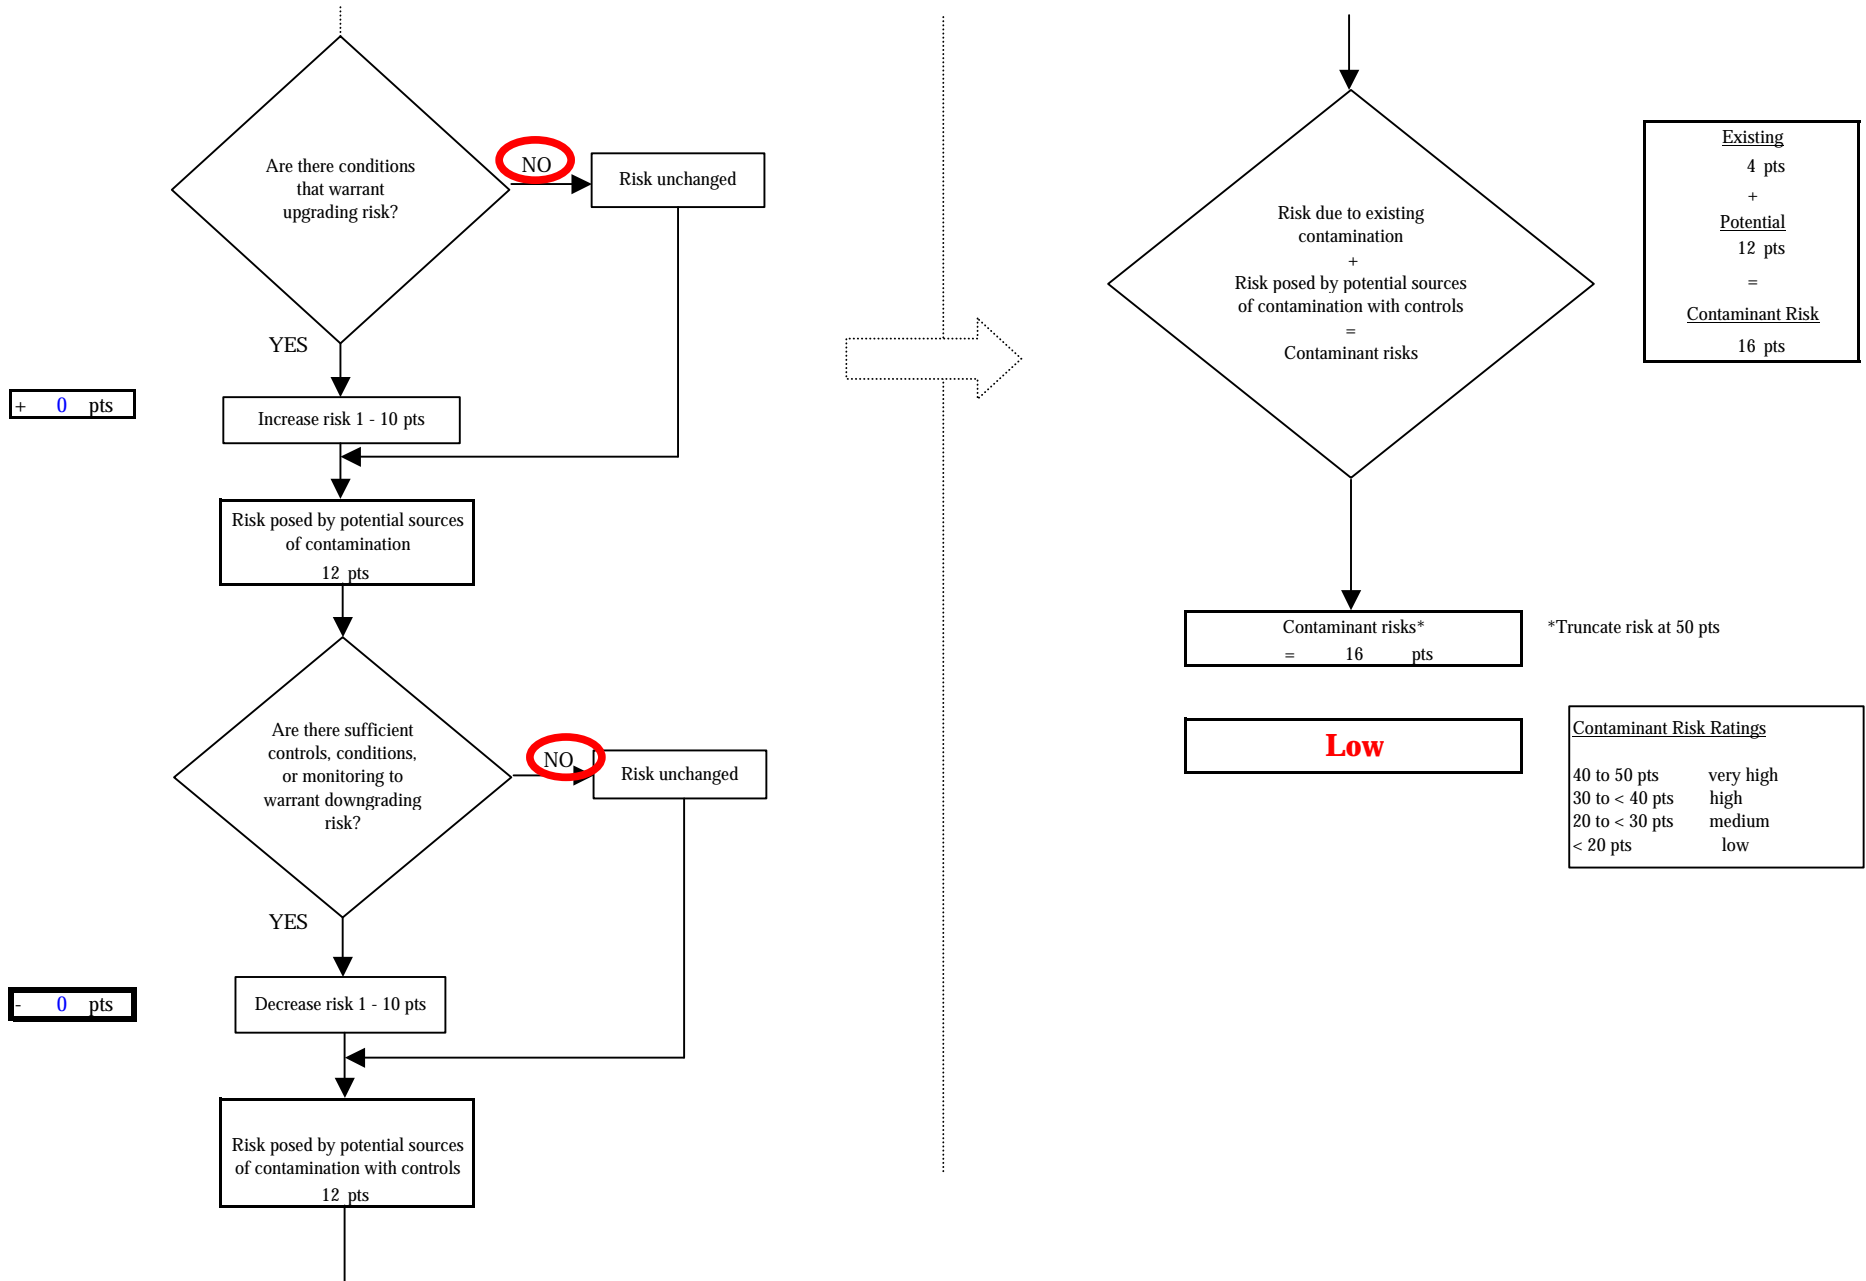 Are there conditions
that warrant
upgrading risk?
NO
Risk unchanged
YES
+ 0 pts
Increase risk 1 - 10 pts
Risk posed by potential sources
of contamination
12 pts
Are there sufficient
controls, conditions,
or monitoring to
warrant downgrading
risk?
NO
Risk unchanged
YES
- 0 pts
Decrease risk 1 - 10 pts
Risk posed by potential sources
of contamination with controls
12 pts
Risk due to existing
contamination
+
Risk posed by potential sources
of contamination with controls
=
Contaminant risks
Existing
4 pts
+
Potential
12 pts
=
Contaminant Risk
16 pts
Contaminant risks*
= 16 pts
*Truncate risk at 50 pts
Low
Contaminant Risk Ratings
40 to 50 pts very high
30 to < 40 pts high
20 to < 30 pts medium
< 20 pts low